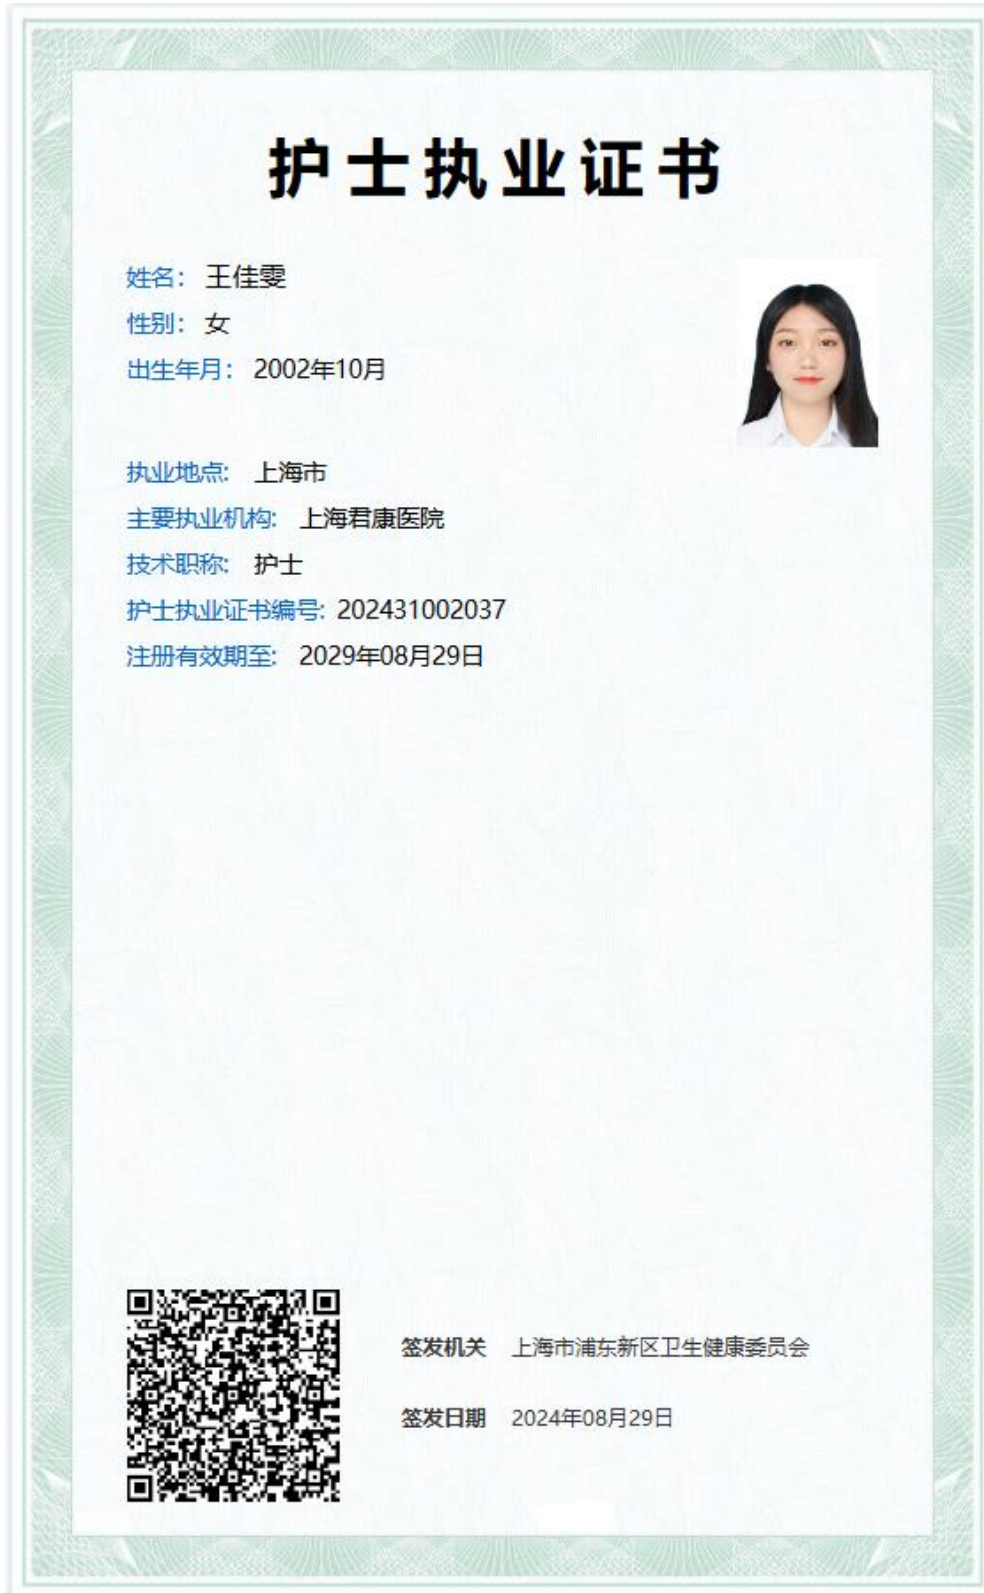 护士执业证书
姓名： 王佳雯
性别： 女
出生年月： 2002年10月
执业地点: 上海市
主要执业机构: 上海君康医院
技术职称: 护士
护士执业证书编号: 202431002037
注册有效期至: 2029年08月29日
签发机关 上海市浦东新区卫生健康委员会
签发日期 2024年08月29日